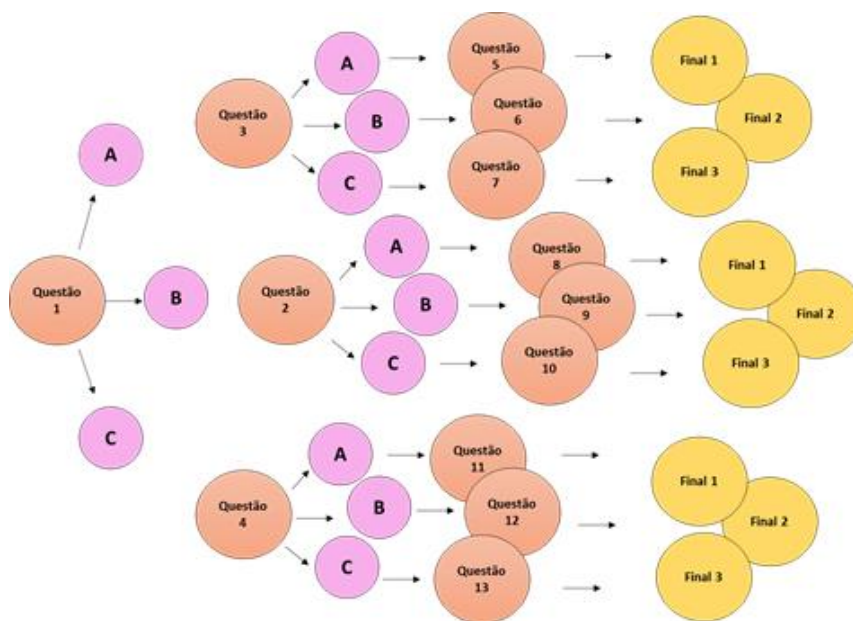 A
Questão
1
B
C
Questão
3
A
B
C
Questão
5
Questão
6
Questão
7
Final 1
Final 2
Final 3
Questão
2
A
B
C
Questão
8
Questão
9
Questão
10
Final 1
Final 2
Final 3
Questão
4
A
B
C
Questão
11
Questão
12
Questão
13
Final 1
Final 2
Final 3